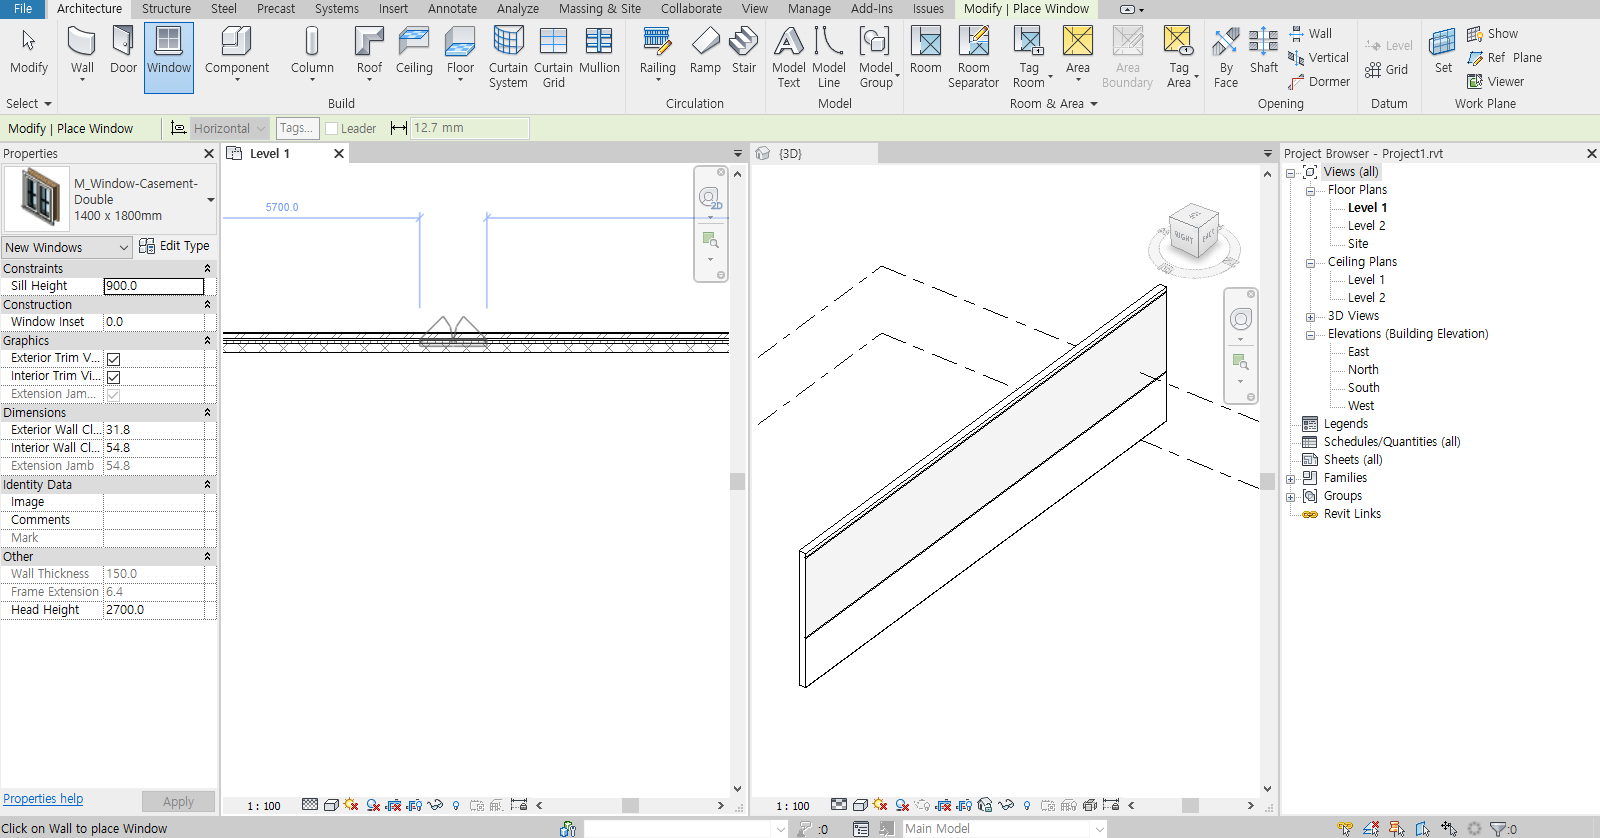 File Architecture Structure Steel Precast Systems Insert Annotate Analyze Massing & Site Collaborate View Manage Add-Ins Issues Modify | Place Window
Modify Wall Door Window Component Column Roof Ceiling Floor Curtain System Curtain Grid Mullion Railing Ramp Stair Model Text Model Line Model Group Room Room Separator Tag Room Area Area Boundary Tag Area By Face Shaft Wall Vertical Dormer Level Grid Set Show Ref Plane Viewer
Select Build Circulation Model Room & Area Opening Datum Work Plane
Modify | Place Window Horizontal Tags... Leader 12.7 mm
Properties
M_Window-Casement-
Double
1400 x 1800mm
New Windows Edit Type
Constraints
Sill Height 900.0
Construction
Window Inset 0.0
Graphics
Exterior Trim V...
Interior Trim Vi...
Extension Jam...
Dimensions
Exterior Wall Cl... 31.8
Interior Wall Cl... 54.8
Extension Jamb 54.8
Identity Data
Image
Comments
Mark
Other
Wall Thickness 150.0
Frame Extension 6.4
Head Height 2700.0
Properties help Apply
Level 1
5700.0
2D
1 : 100
{3D}
RIGHT
1 : 100
Project Browser - Project1.rvt
Views (all)
Floor Plans
Level 1
Level 2
Site
Ceiling Plans
Level 1
Level 2
3D Views
Elevations (Building Elevation)
East
North
South
West
Legends
Schedules/Quantities (all)
Sheets (all)
Families
Groups
Revit Links
Click on Wall to place Window :0 Main Model :0